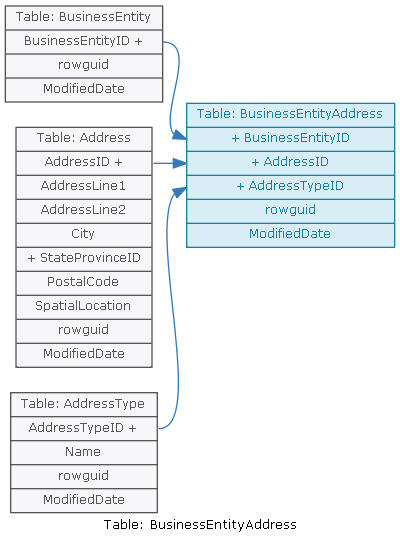 Table: BusinessEntity
BusinessEntityID +
rowguid
ModifiedDate
Table: BusinessEntityAddress
+ BusinessEntityID
+ AddressID
+ AddressTypeID
rowguid
ModifiedDate
Table: Address
AddressID +
AddressLine1
AddressLine2
City
+ StateProvinceID
PostalCode
SpatialLocation
rowguid
ModifiedDate
Table: AddressType
AddressTypeID +
Name
rowguid
ModifiedDate
Table: BusinessEntityAddress